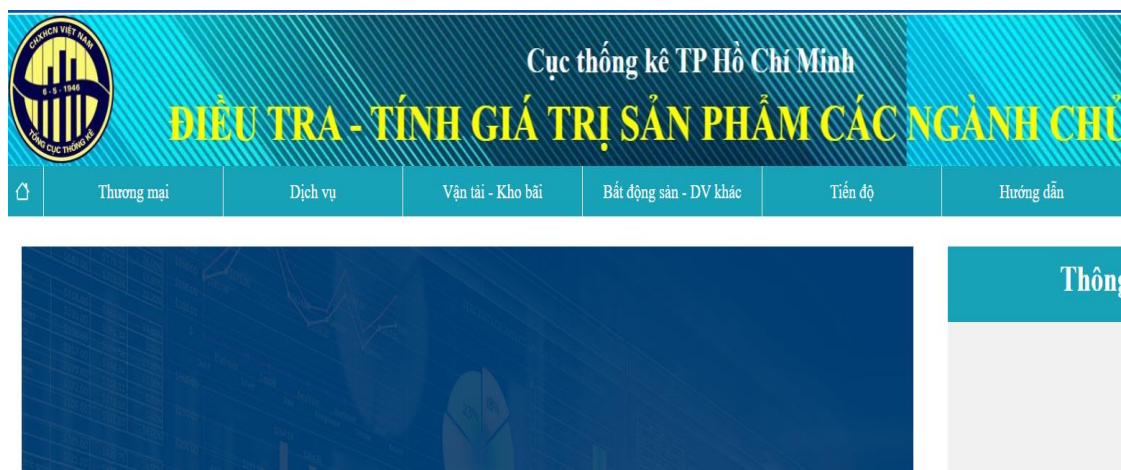 CHXHCN VIỆT NAM
6 - 5 - 1946
TỔNG CỤC THỐNG KÊ
Cục thống kê TP Hồ Chí Minh
ĐIỀU TRA - TÍNH GIÁ TRỊ SẢN PHẨM CÁC NGÀNH CHỦ
Thương mại
Dịch vụ
Vận tải - Kho bãi
Bất động sản - DV khác
Tiến độ
Hướng dẫn
Thông